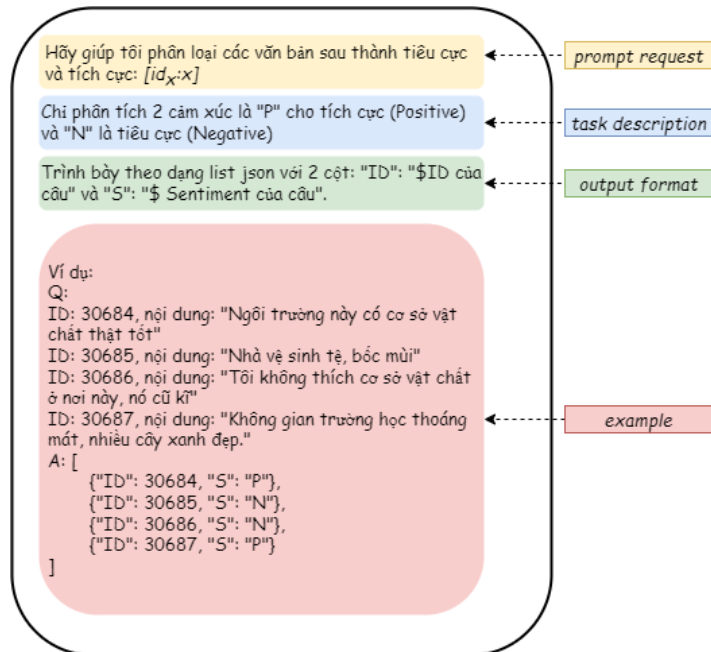 Hãy giúp tôi phân loại các văn bản sau thành tiêu cực
và tích cực: [idₓ:x]
prompt request
Chỉ phân tích 2 cảm xúc là "P" cho tích cực (Positive)
và "N" là tiêu cực (Negative)
task description
Trình bày theo dạng list json với 2 cột: "ID": "$ID của
câu" và "S": "$ Sentiment của câu".
output format
Ví dụ:
Q:
ID: 30684, nội dung: "Ngôi trường này có cơ sở vật
chất thật tốt"
ID: 30685, nội dung: "Nhà vệ sinh tệ, bốc mùi"
ID: 30686, nội dung: "Tôi không thích cơ sở vật chất
ở nơi này, nó cũ kĩ"
ID: 30687, nội dung: "Không gian trường học thoáng
mát, nhiều cây xanh đẹp."
example
A: [
{"ID": 30684, "S": "P"},
{"ID": 30685, "S": "N"},
{"ID": 30686, "S": "N"},
{"ID": 30687, "S": "P"}
]